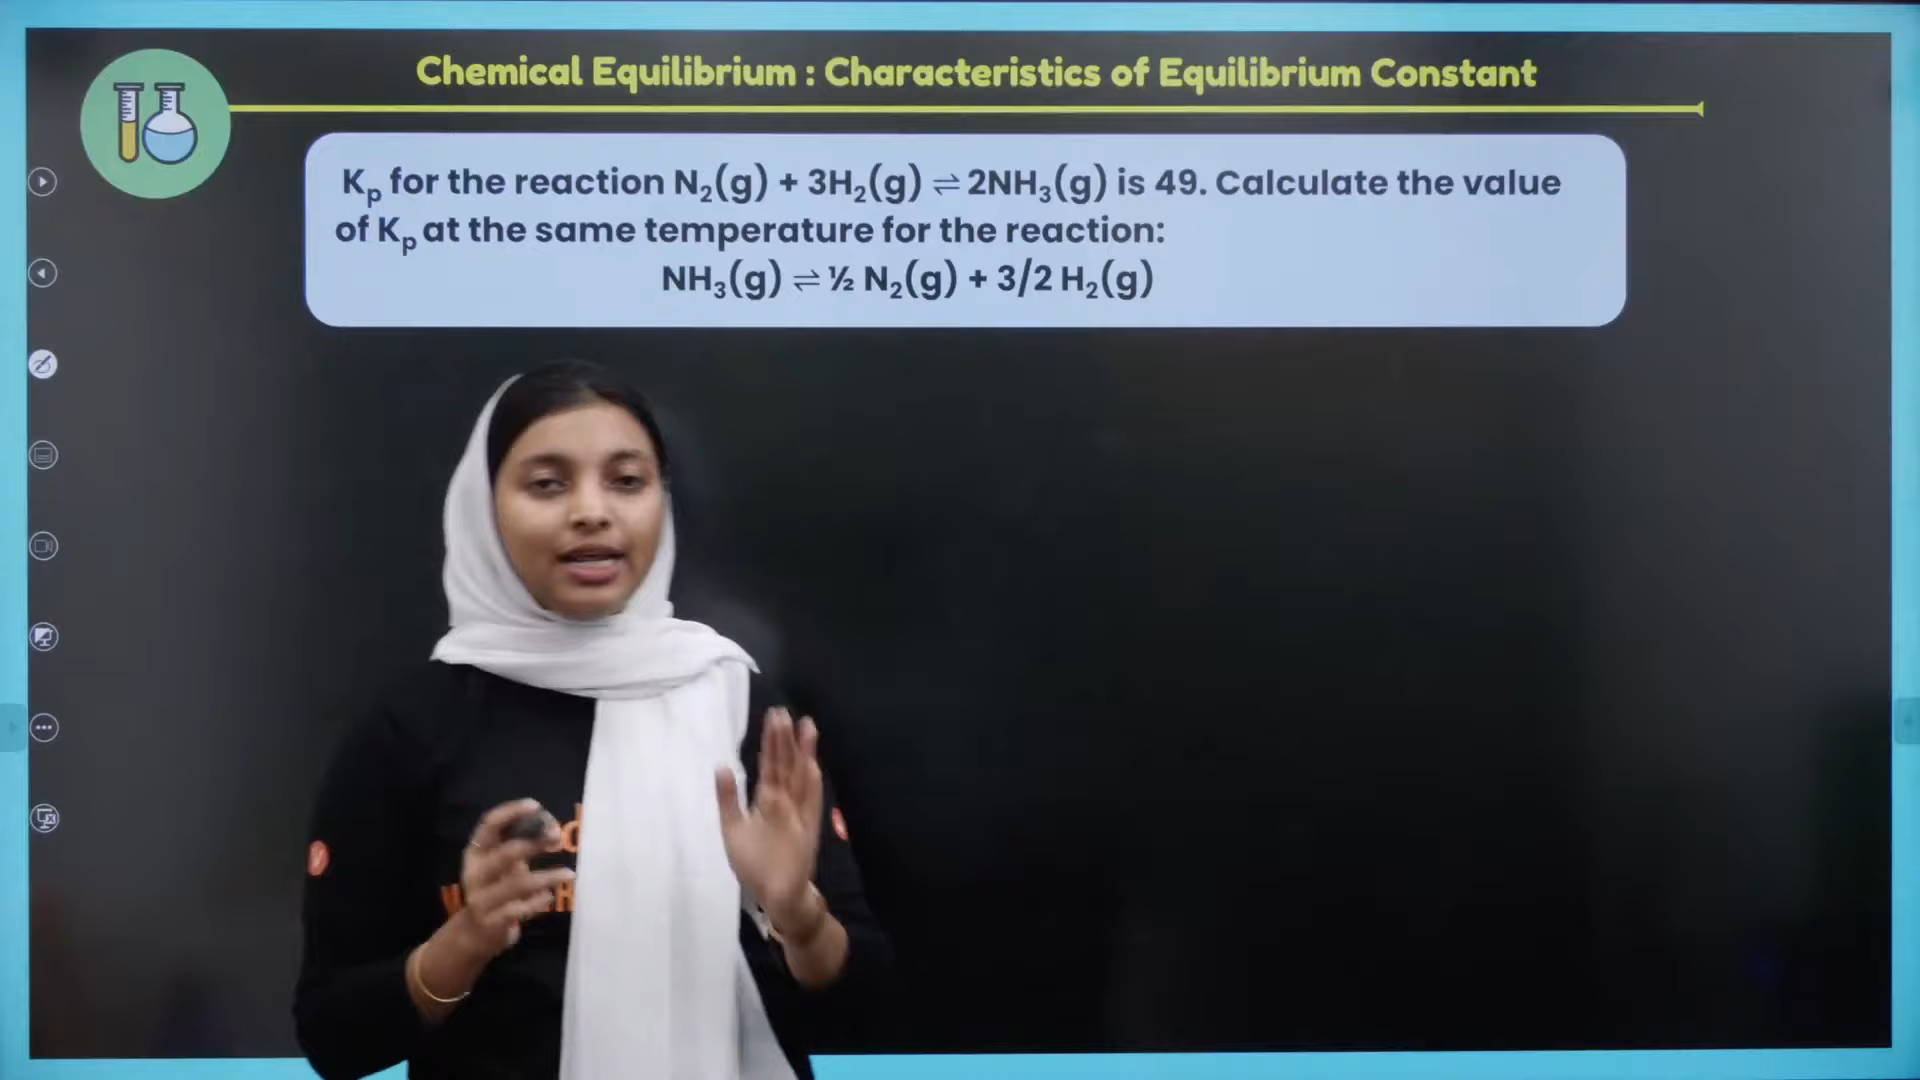 Chemical Equilibrium : Characteristics of Equilibrium Constant
Kₚ for the reaction N₂(g) + 3H₂(g) ⇌ 2NH₃(g) is 49. Calculate the value
of Kₚ at the same temperature for the reaction:
NH₃(g) ⇌ ½ N₂(g) + 3/2 H₂(g)